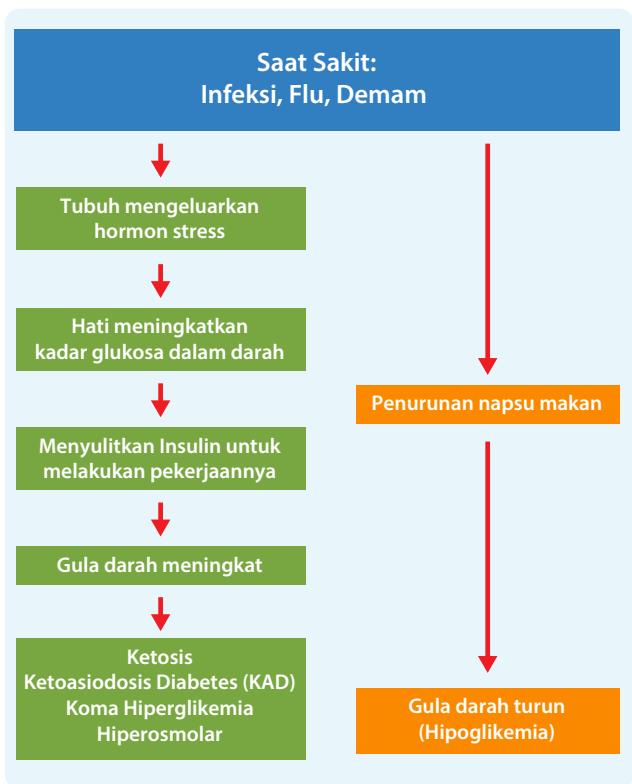 Saat Sakit:
Infeksi, Flu, Demam
Tubuh mengeluarkan
hormon stress
Hati meningkatkan
kadar glukosa dalam darah
Menyulitkan Insulin untuk
melakukan pekerjaannya
Gula darah meningkat
Ketosis
Ketoasiodosis Diabetes (KAD)
Koma Hiperglikemia
Hiperosmolar
Penurunan napsu makan
Gula darah turun
(Hipoglikemia)